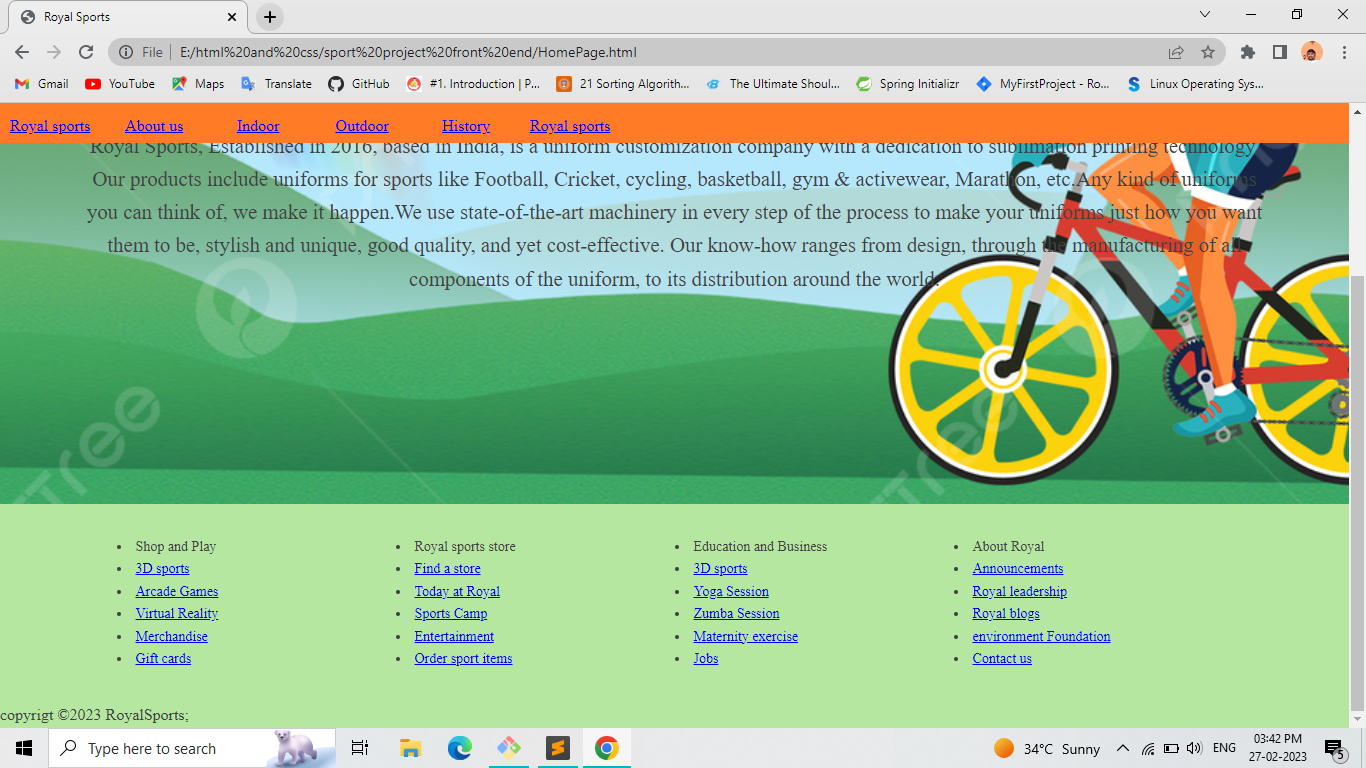 Royal Sports
File E:/html%20and%20css/sport%20project%20front%20end/HomePage.html
Gmail YouTube Maps Translate GitHub #1. Introduction | P... 21 Sorting Algorith... The Ultimate Shoul... Spring Initializr MyFirstProject - Ro... Linux Operating Sys...
Royal sports About us Indoor Outdoor History Royal sports
Royal Sports, Established in 2016, based in India, is a uniform customization company with a dedication to sublimation printing technology
Our products include uniforms for sports like Football, Cricket, cycling, basketball, gym & activewear, Marathon, etc.Any kind of uniforms
you can think of, we make it happen.We use state-of-the-art machinery in every step of the process to make your uniforms just how you want
them to be, stylish and unique, good quality, and yet cost-effective. Our know-how ranges from design, through the manufacturing of all
components of the uniform, to its distribution around the world.
• Shop and Play • Royal sports store • Education and Business • About Royal
• 3D sports • Find a store • 3D sports • Announcements
• Arcade Games • Today at Royal • Yoga Session • Royal leadership
• Virtual Reality • Sports Camp • Zumba Session • Royal blogs
• Merchandise • Entertainment • Maternity exercise • environment Foundation
• Gift cards • Order sport items • Jobs • Contact us
copyrigt ©2023 RoyalSports;
Type here to search 34°C Sunny ENG 03:42 PM
27-02-2023 5